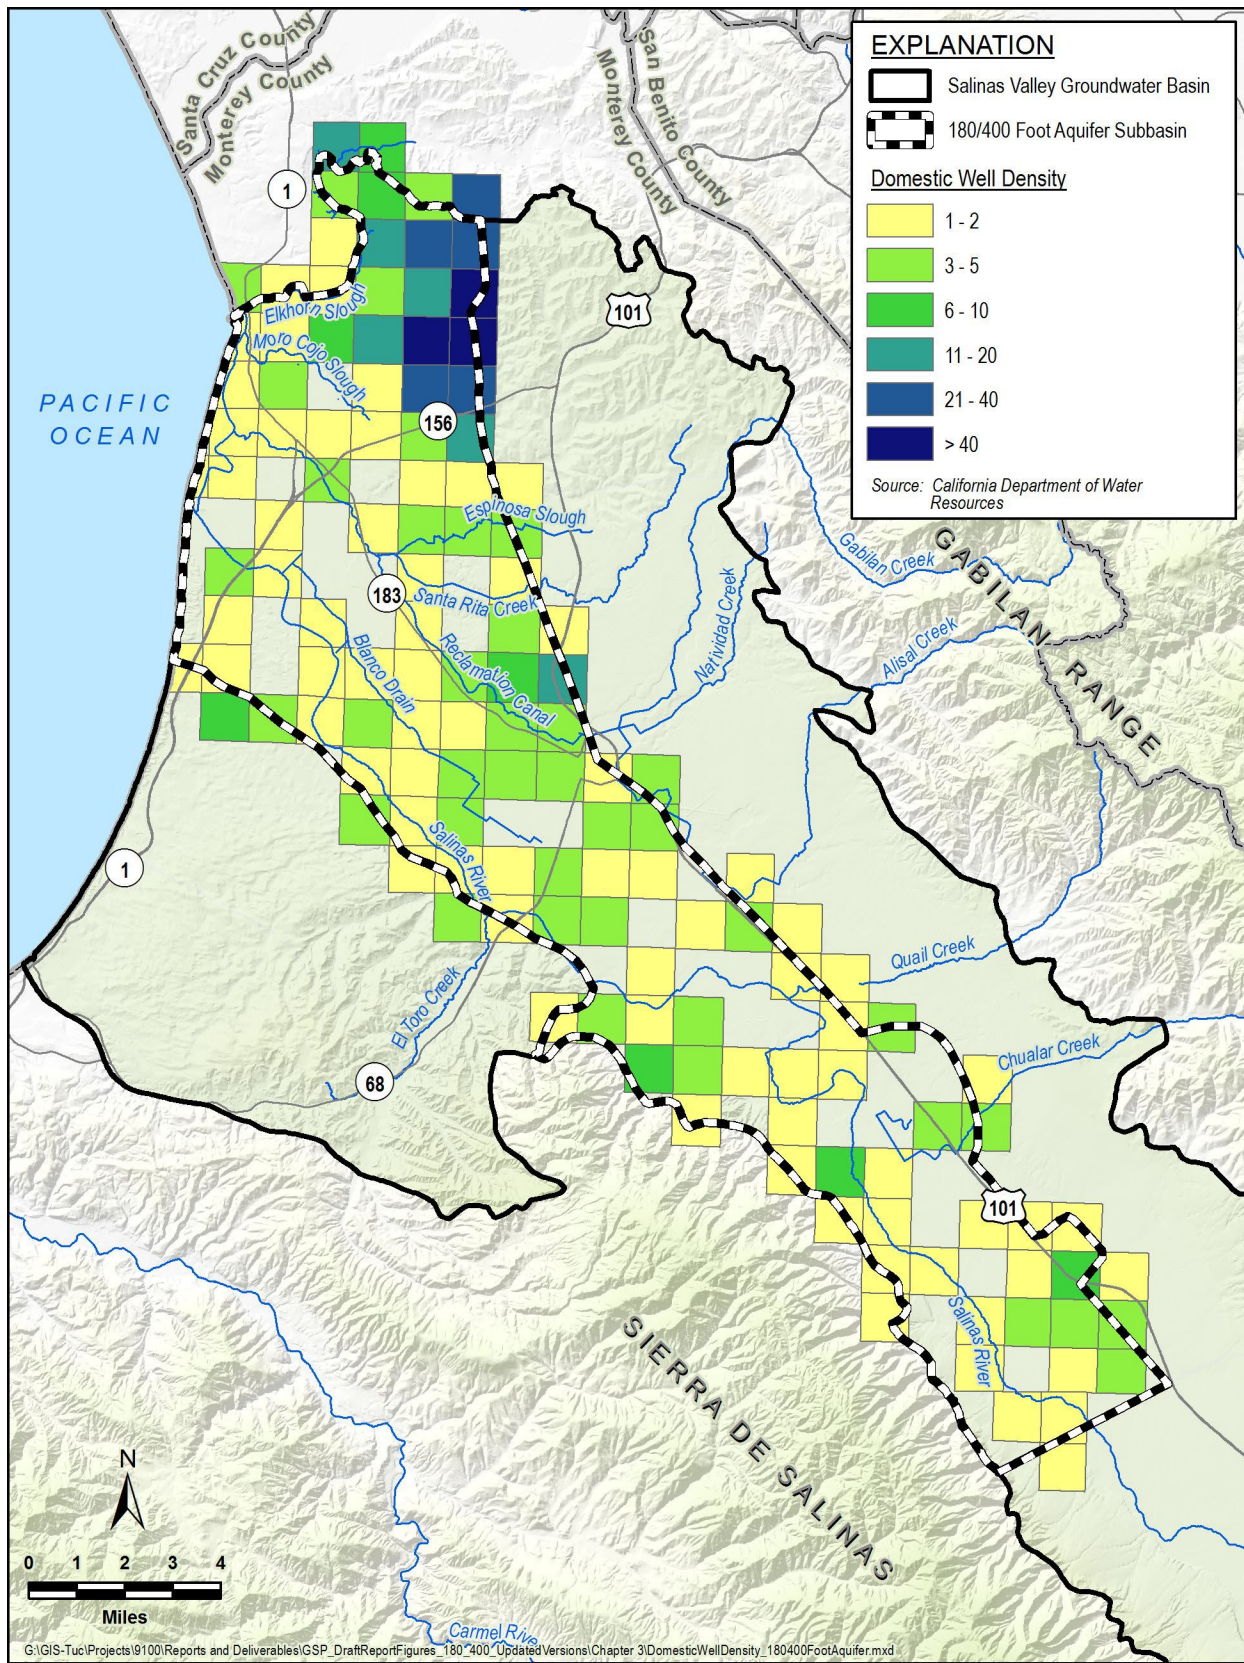 EXPLANATION
Salinas Valley Groundwater Basin
180/400 Foot Aquifer Subbasin
Domestic Well Density
1 - 2
3 - 5
6 - 10
11 - 20
21 - 40
> 40
Source: California Department of Water
Resources
Santa Cruz County
Monterey County
San Benito County
Monterey County
1
101
Elkhorn Slough
Moro Cojo Slough
PACIFIC
OCEAN
156
Espinosa Slough
Gabilan Creek
GABILAN RANGE
183
Santa Rita Creek
Natividad Creek
Alisal Creek
Blanco Drain
Reclamation Canal
Salinas River
1
Quail Creek
El Toro Creek
Chualar Creek
68
101
Salinas River
SIERRA DE SALINAS
N
0 1 2 3 4
Miles
Carmel Rive
G:\GIS-Tuc\Projects\9100\Reports and Deliverables\GSP_DraftReportFigures_180_400_UpdatedVersions\Chapter 3\DomesticWellDensity_180400FootAquifer.mxd